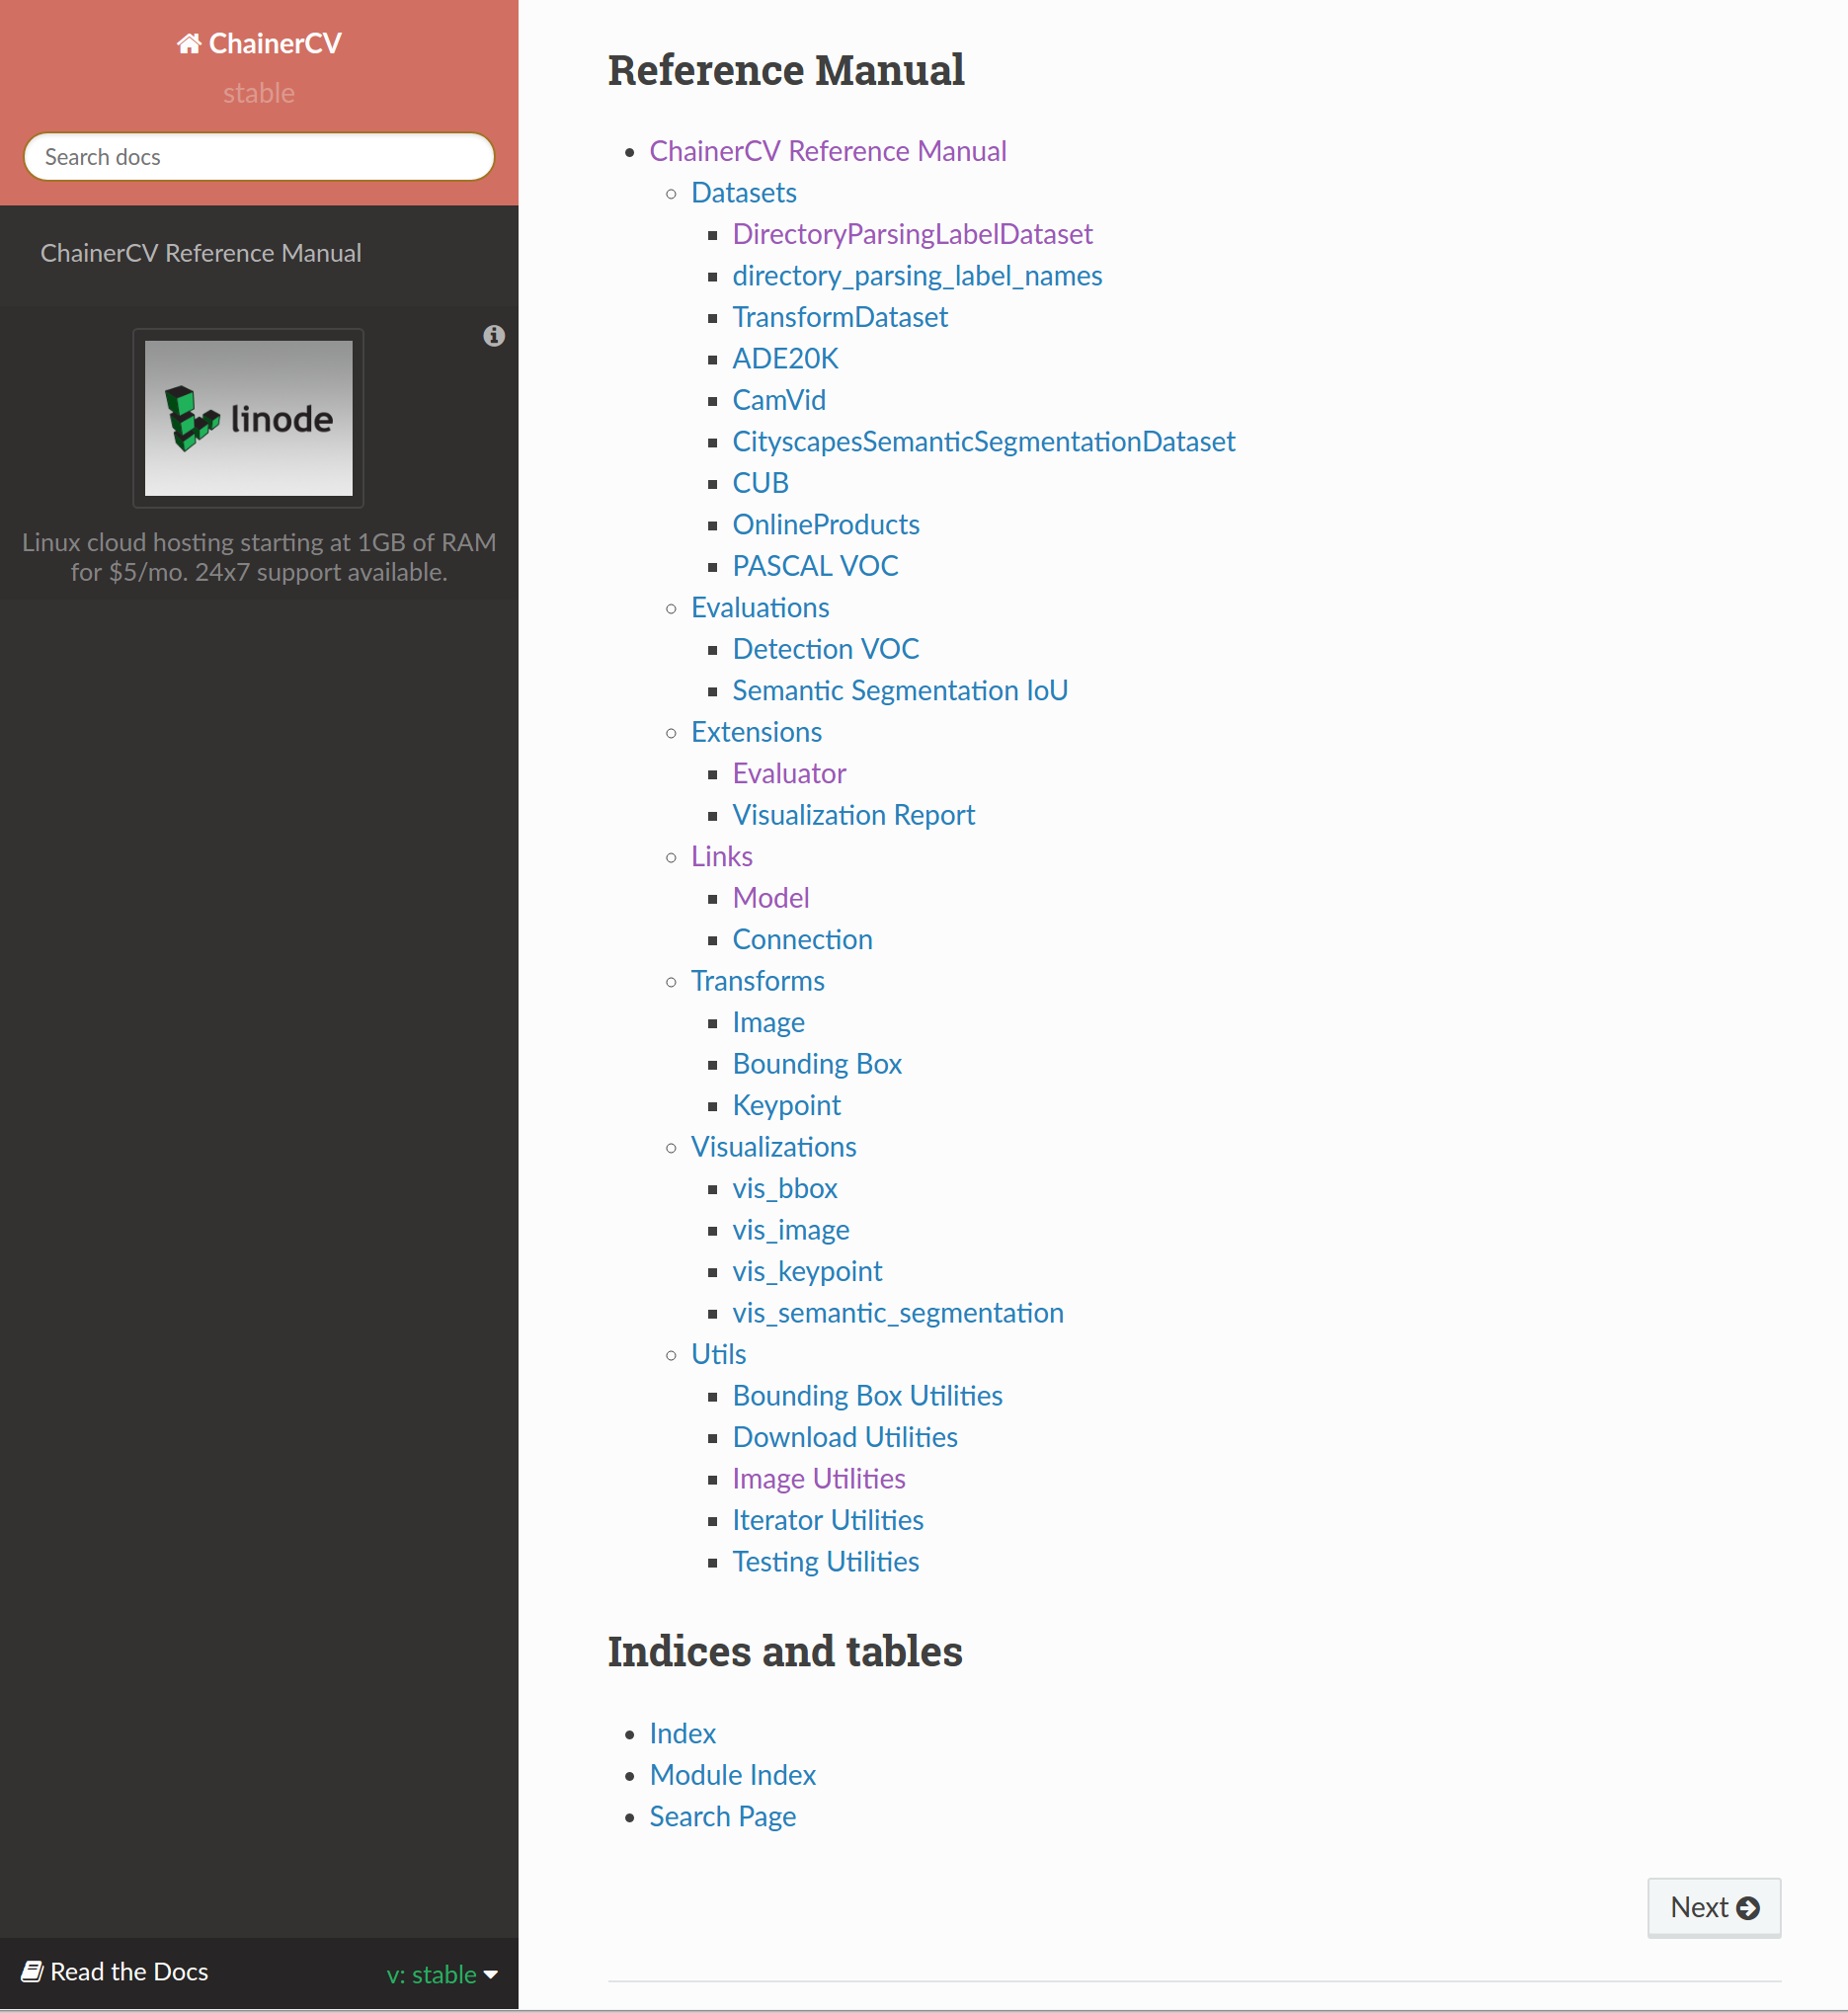 ChainerCV
stable
Search docs
ChainerCV Reference Manual
linode
Linux cloud hosting starting at 1GB of RAM
for $5/mo. 24x7 support available.
Read the Docs
v: stable
Reference Manual
ChainerCV Reference Manual
Datasets
DirectoryParsingLabelDataset
directory_parsing_label_names
TransformDataset
ADE20K
CamVid
CityscapesSemanticSegmentationDataset
CUB
OnlineProducts
PASCAL VOC
Evaluations
Detection VOC
Semantic Segmentation IoU
Extensions
Evaluator
Visualization Report
Links
Model
Connection
Transforms
Image
Bounding Box
Keypoint
Visualizations
vis_bbox
vis_image
vis_keypoint
vis_semantic_segmentation
Utils
Bounding Box Utilities
Download Utilities
Image Utilities
Iterator Utilities
Testing Utilities
Indices and tables
Index
Module Index
Search Page
Next